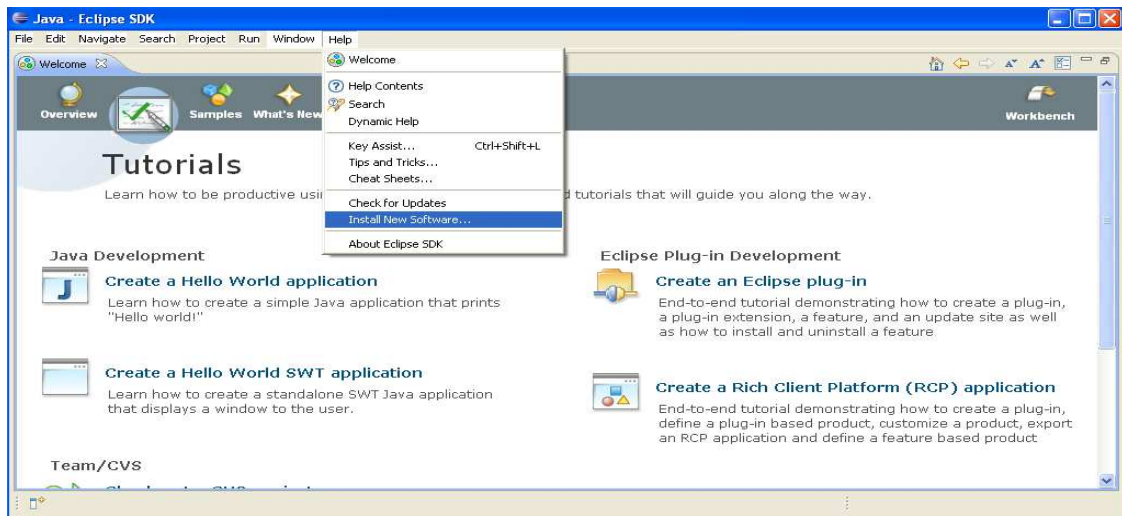 Java - Eclipse SDK
File Edit Navigate Search Project Run Window Help
Welcome
Welcome
Help Contents
Search
Dynamic Help
Key Assist... Ctrl+Shift+L
Tips and Tricks...
Cheat Sheets...
Check for Updates
Install New Software...
About Eclipse SDK
Overview
Samples
What's New
Workbench
Tutorials
Learn how to be productive usi
d tutorials that will guide you along the way.
Java Development
Create a Hello World application
Learn how to create a simple Java application that prints
"Hello world!"
Create a Hello World SWT application
Learn how to create a standalone SWT Java application
that displays a window to the user.
Team/CVS
Eclipse Plug-in Development
Create an Eclipse plug-in
End-to-end tutorial demonstrating how to create a plug-in,
a plug-in extension, a feature, and an update site as well
as how to install and uninstall a feature
Create a Rich Client Platform (RCP) application
End-to-end tutorial demonstrating how to create a plug-in,
define a plug-in based product, customize a product, export
an RCP application and define a feature based product